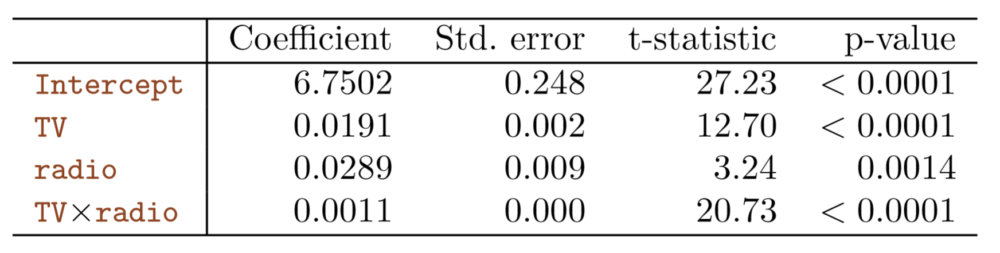 Coefficient Std. error t-statistic p-value
Intercept 6.7502 0.248 27.23 < 0.0001
TV 0.0191 0.002 12.70 < 0.0001
radio 0.0289 0.009 3.24 0.0014
TV×radio 0.0011 0.000 20.73 < 0.0001